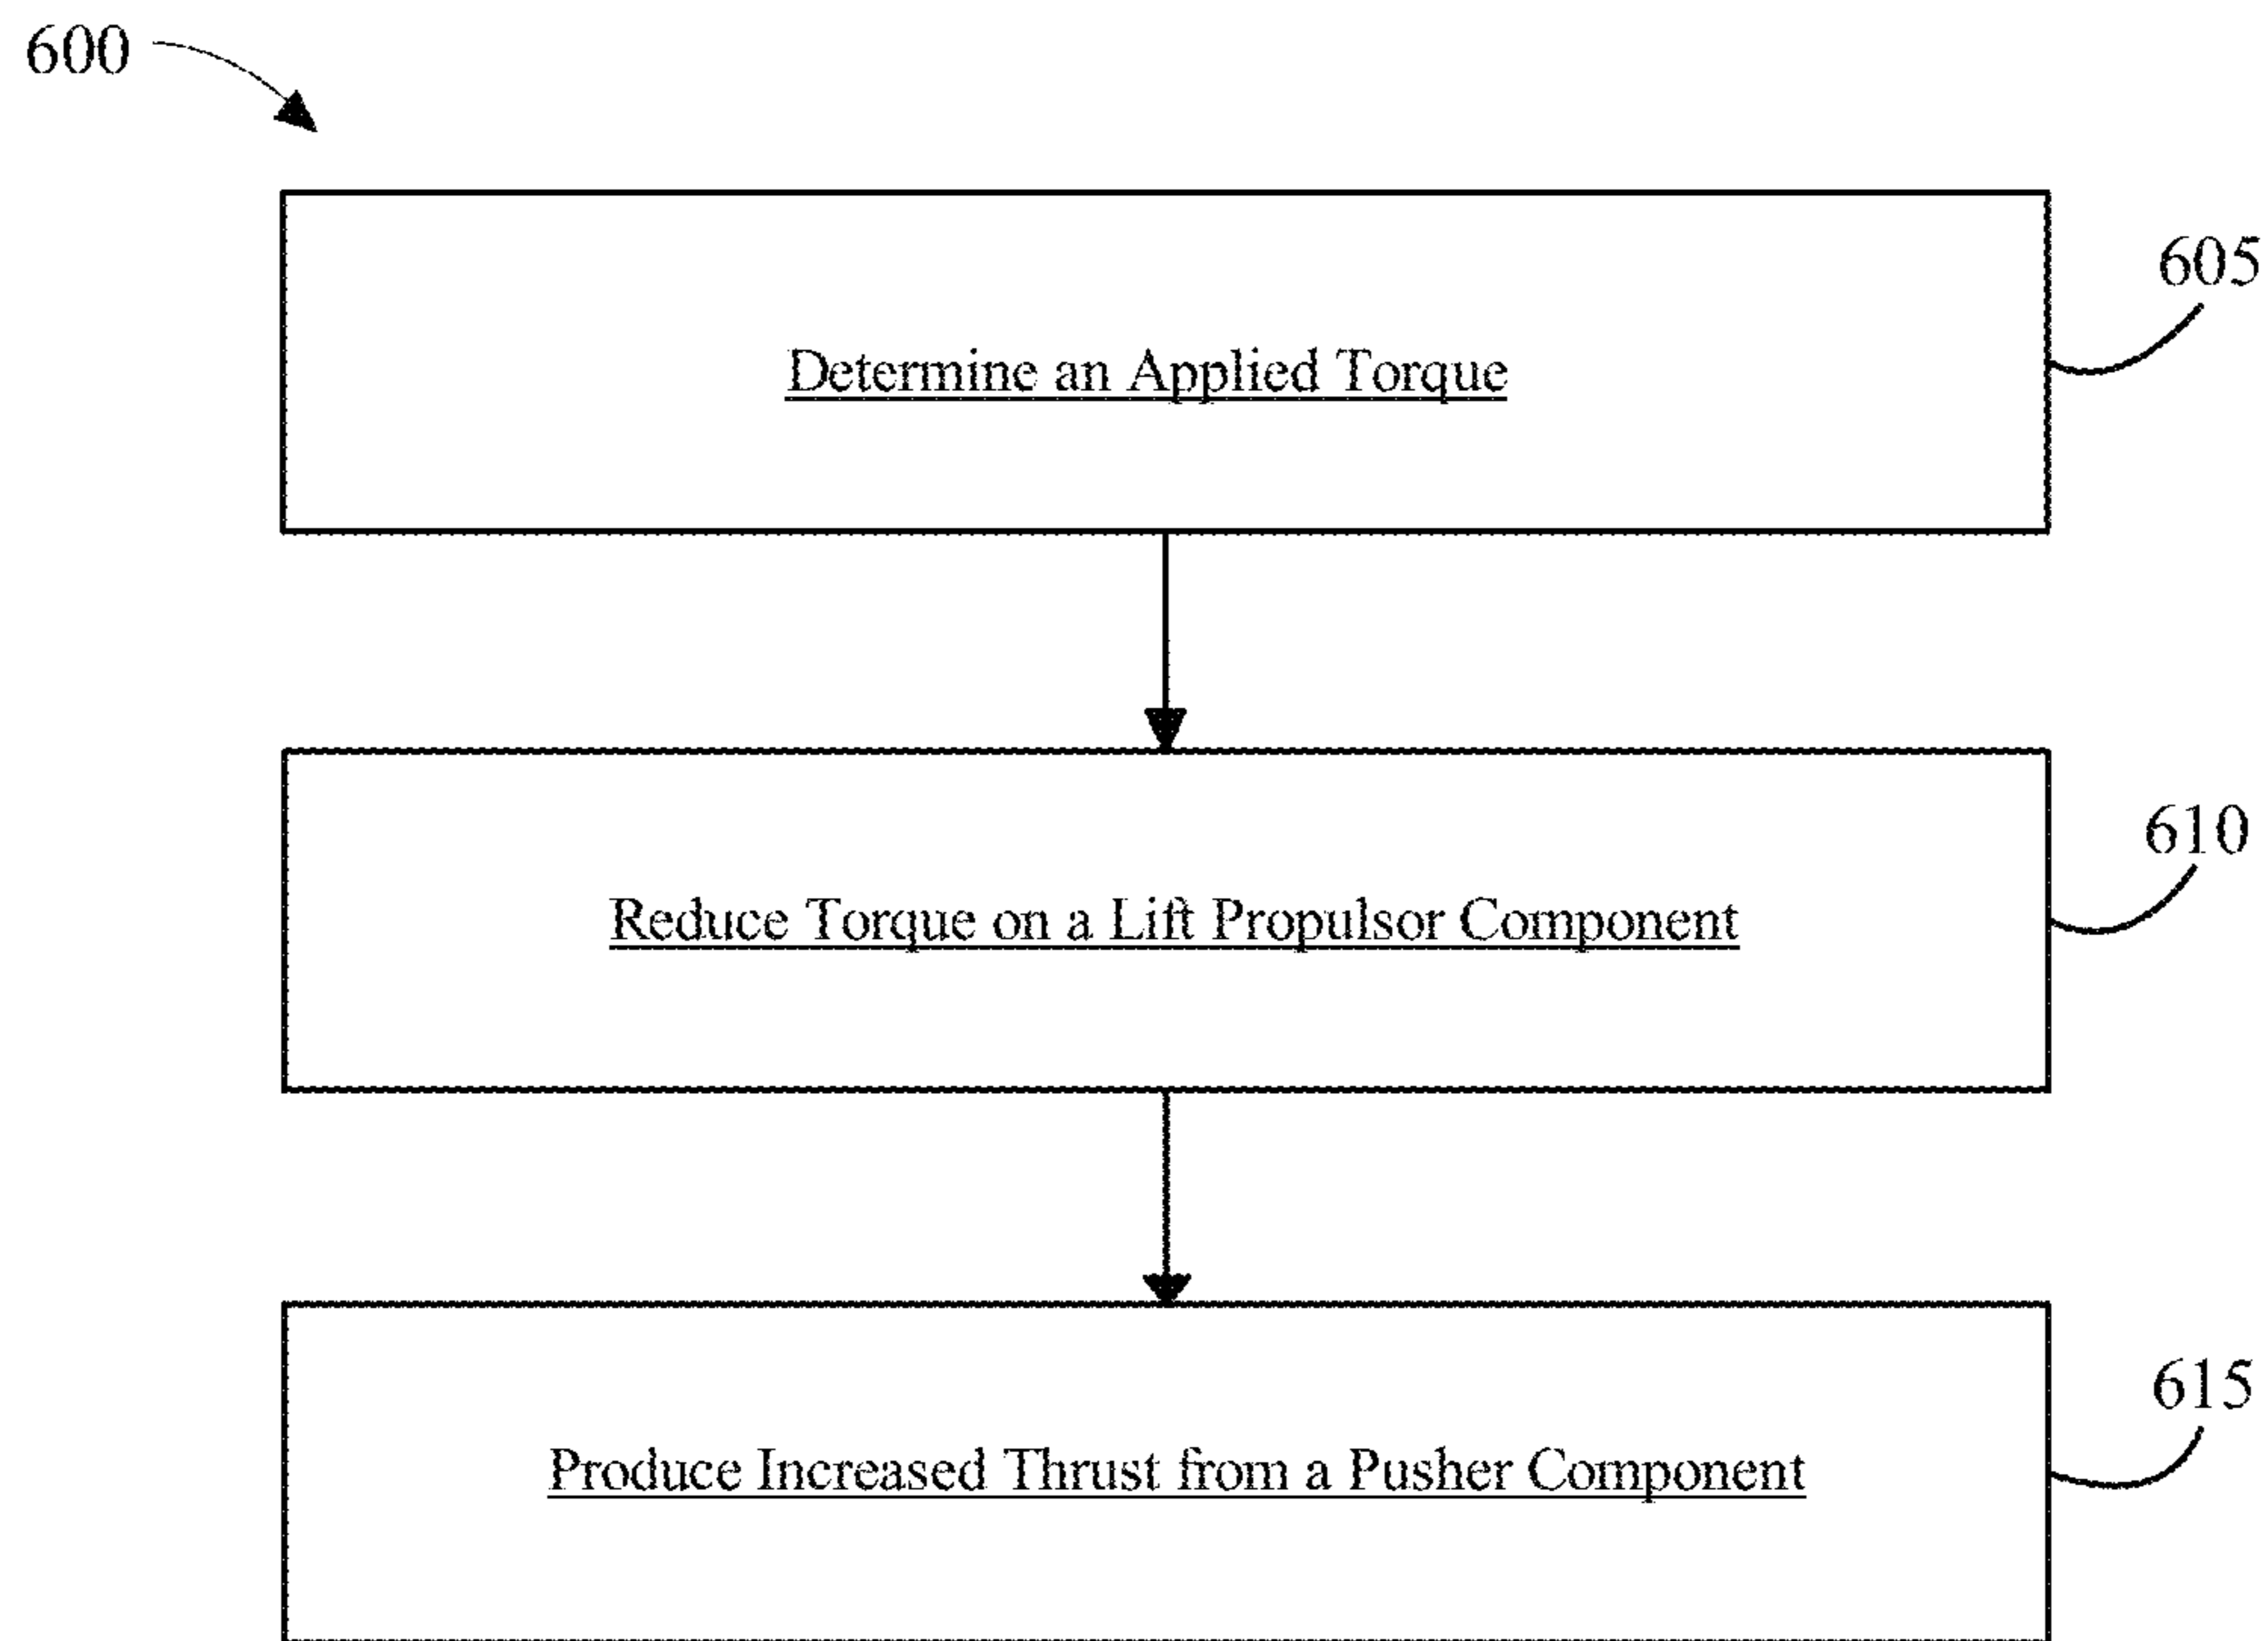 600
605
Determine an Applied Torque
610
Reduce Torque on a Lift Propulsor Component
615
Produce Increased Thrust from a Pusher Component